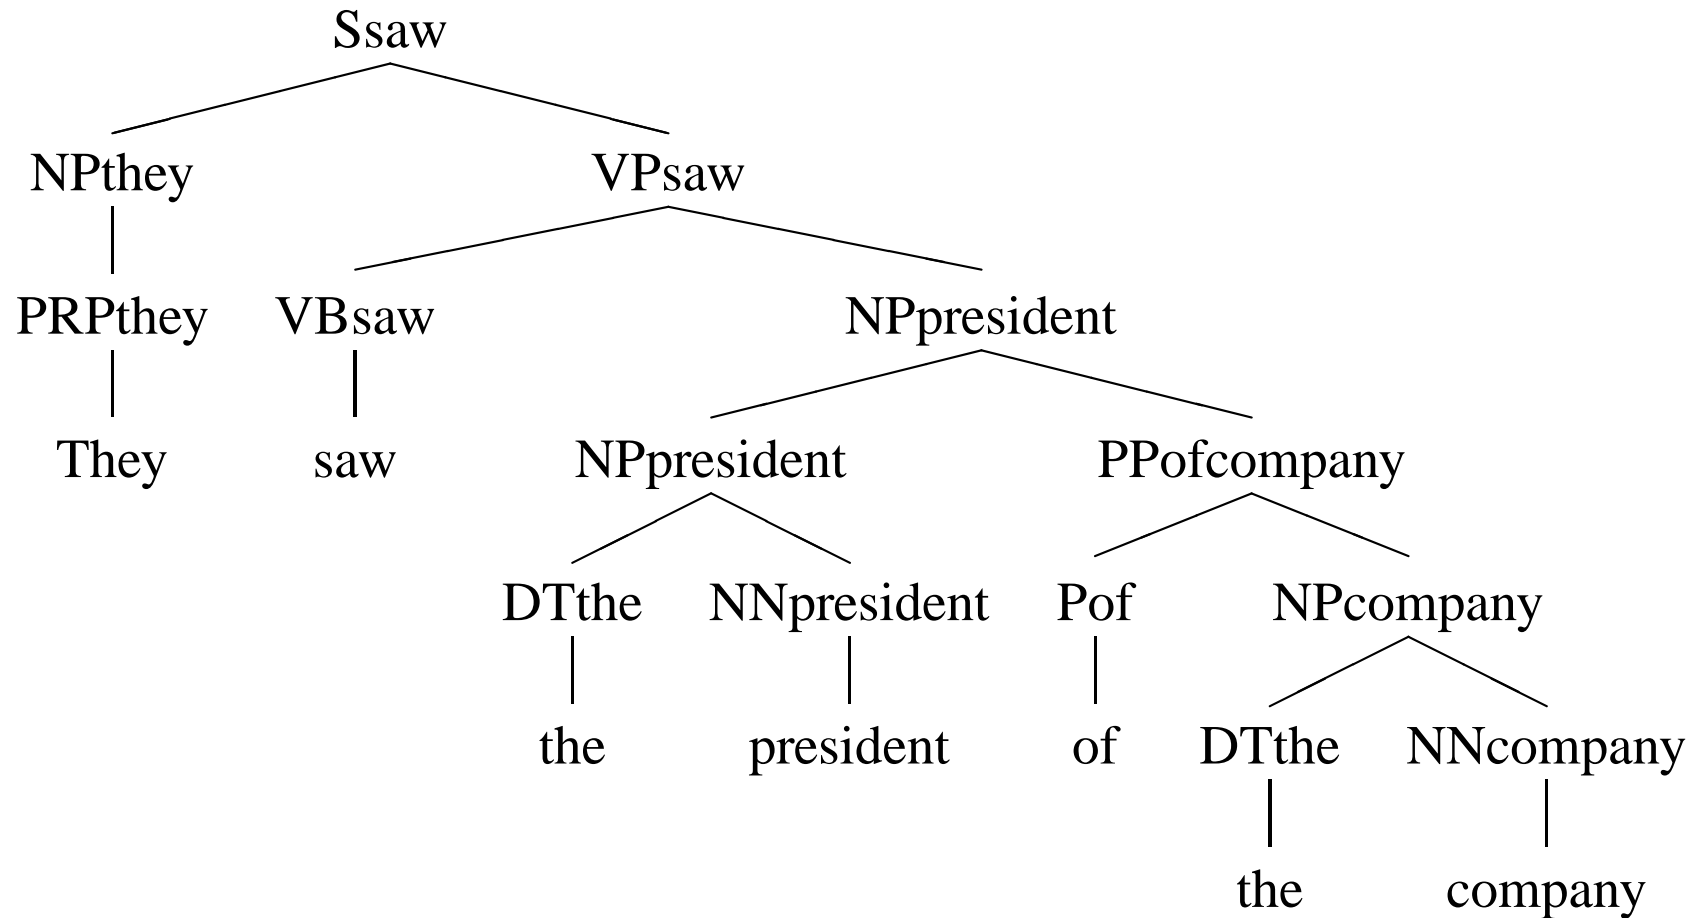 Ssaw
NPthey VPsaw
PRPthey VBsaw NPpresident
They saw NPpresident PPofcompany
DTthe NNpresident Pof NPcompany
the president of DTthe NNcompany
the company